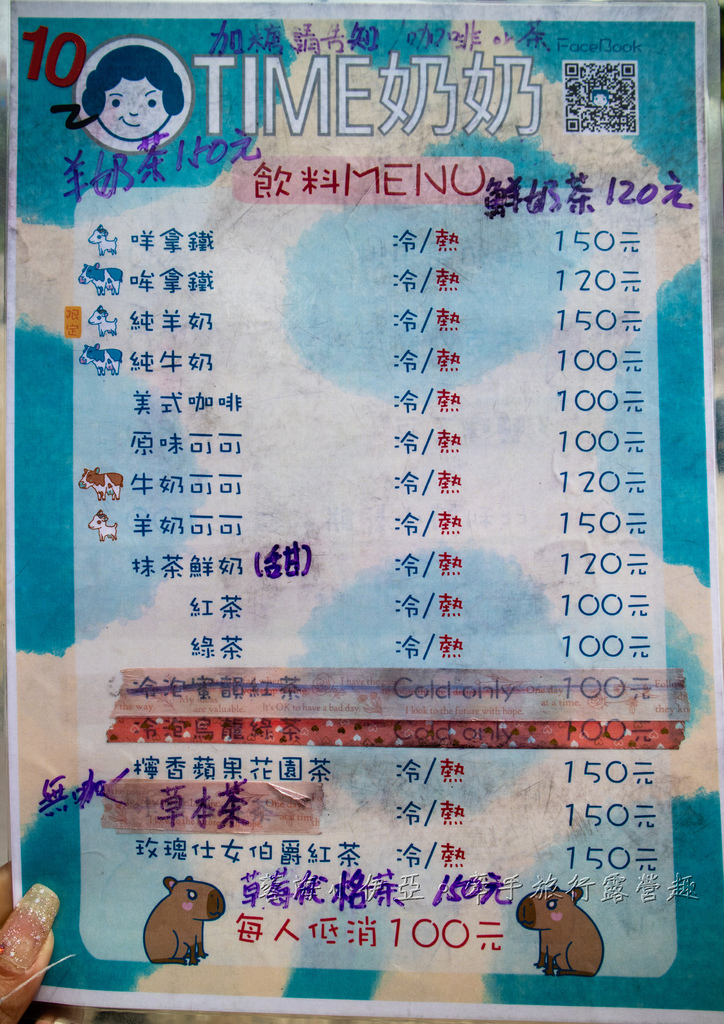 加糖請告知/咖啡or茶 FaceBook
10
TIME奶奶
羊奶茶150元
飲料MENU
鮮奶茶120元
咩拿鐵 冷/熱 150元
哞拿鐵 冷/熱 120元
限定 純羊奶 冷/熱 150元
純牛奶 冷/熱 100元
美式咖啡 冷/熱 100元
原味可可 冷/熱 100元
牛奶可可 冷/熱 120元
羊奶可可 冷/熱 150元
抹茶鮮奶(甜) 冷/熱 120元
紅茶 冷/熱 100元
綠茶 冷/熱 100元
冷泡蜜韻紅茶 Cold only 100元
冷泡烏龍綠茶 Cold only 100元
檸香蘋果花園茶 冷/熱 150元
無咖 草本茶 冷/熱 150元
玫瑰仕女伯爵紅茶 冷/熱 150元
草莓 茶 150元
旅行露營趣
每人低消100元